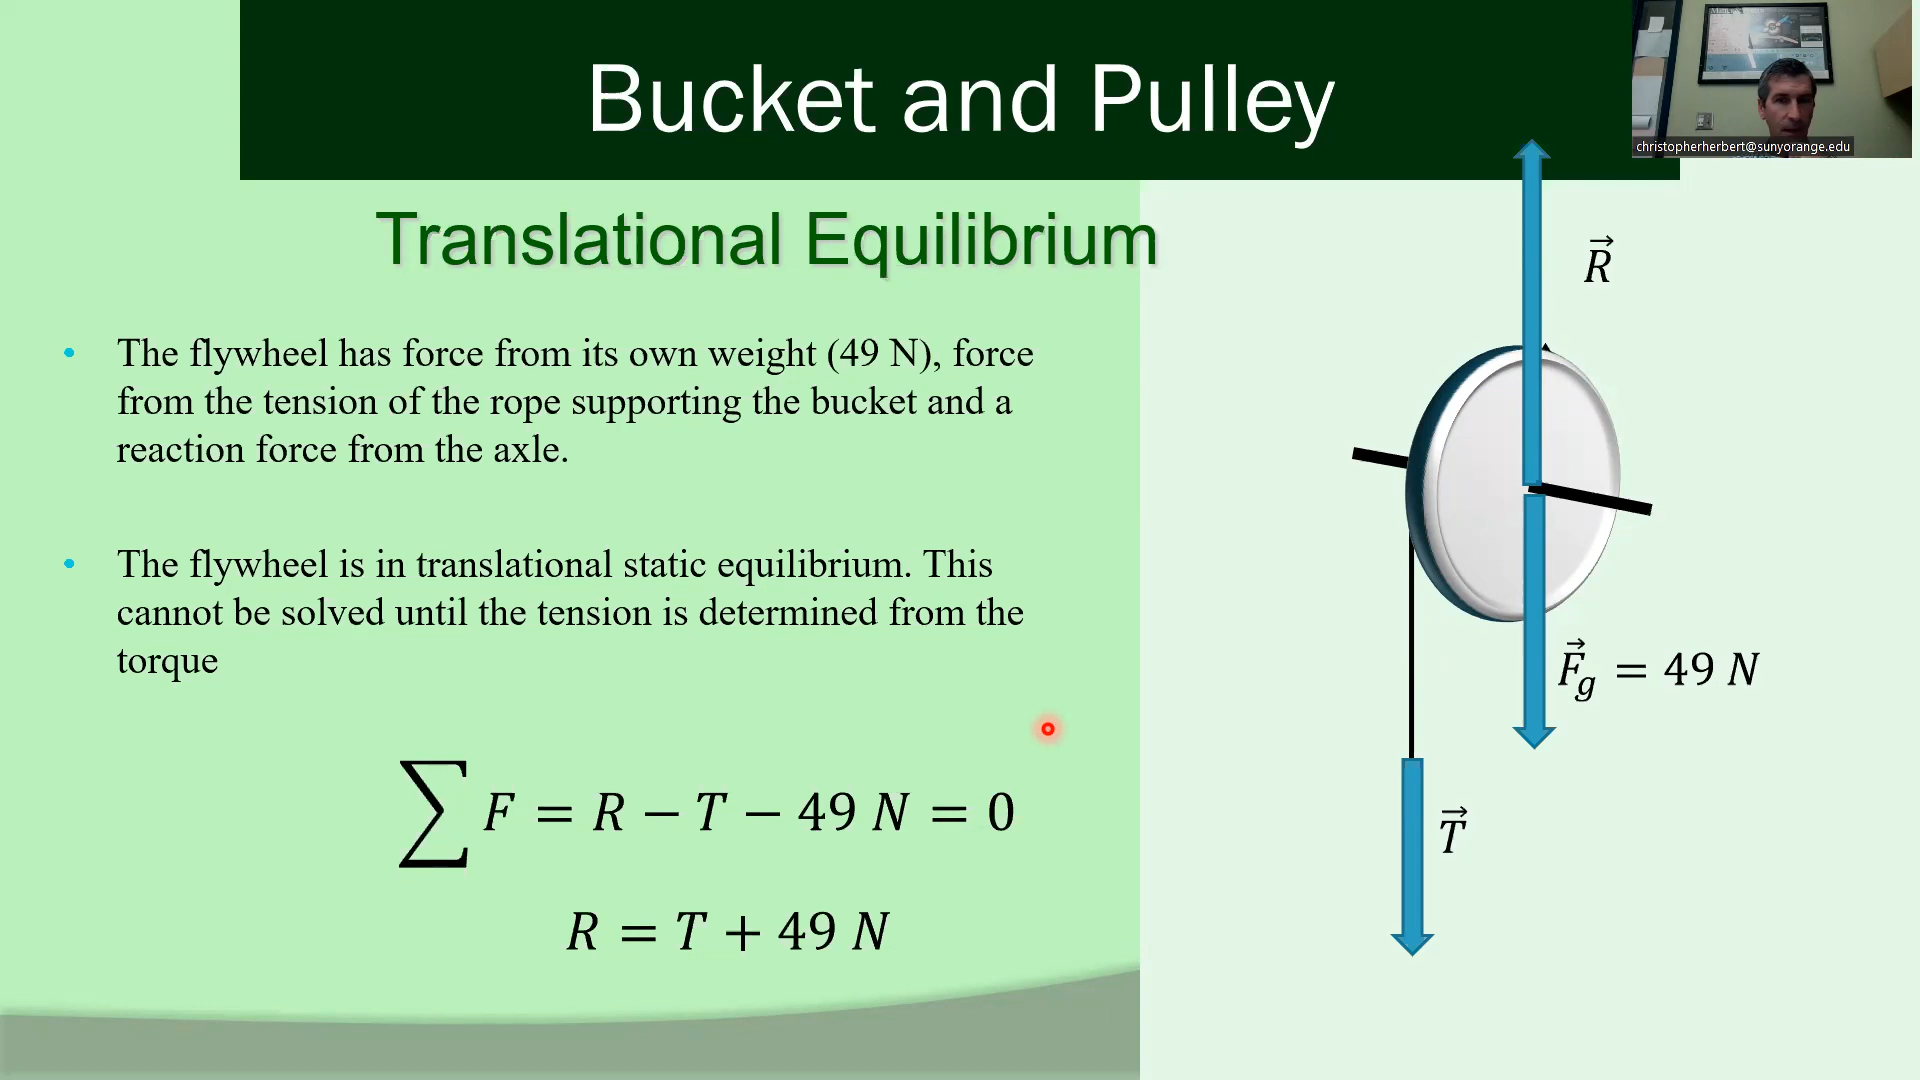 Bucket and Pulley
christopherherbert@sunyorange.edu
Translational Equilibrium
• The flywheel has force from its own weight (49 N), force
from the tension of the rope supporting the bucket and a
reaction force from the axle.
• The flywheel is in translational static equilibrium. This
cannot be solved until the tension is determined from the
torque
∑ F = R − T − 49 N = 0
R = T + 49 N
R⃗
F⃗g = 49 N
T⃗